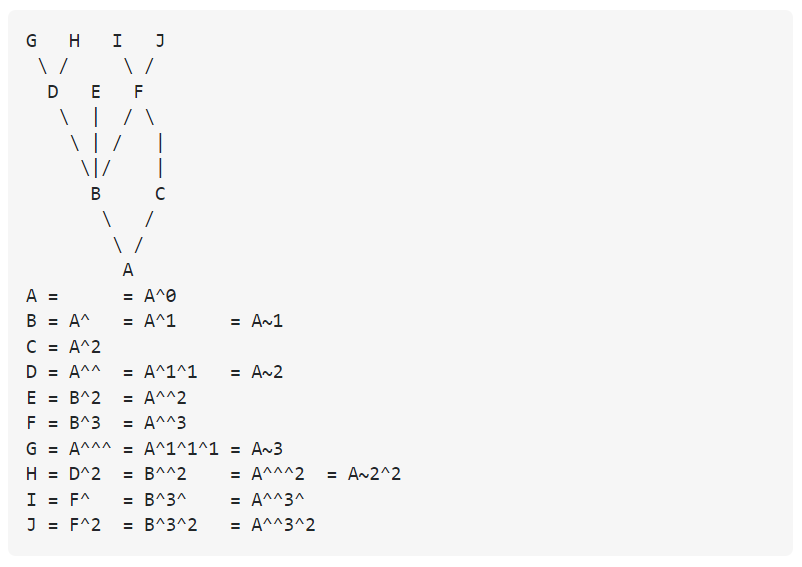 G   H   I   J
 \ /     \ /
  D   E   F
   \  |  / \
    \ | /   |
     \|/    |
      B     C
       \   /
        \ /
         A
A =      = A^0
B = A^   = A^1     = A~1
C = A^2
D = A^^  = A^1^1   = A~2
E = B^2  = A^^2
F = B^3  = A^^3
G = A^^^ = A^1^1^1 = A~3
H = D^2  = B^^2    = A^^^2  = A~2^2
I = F^   = B^3^    = A^^3^
J = F^2  = B^3^2   = A^^3^2